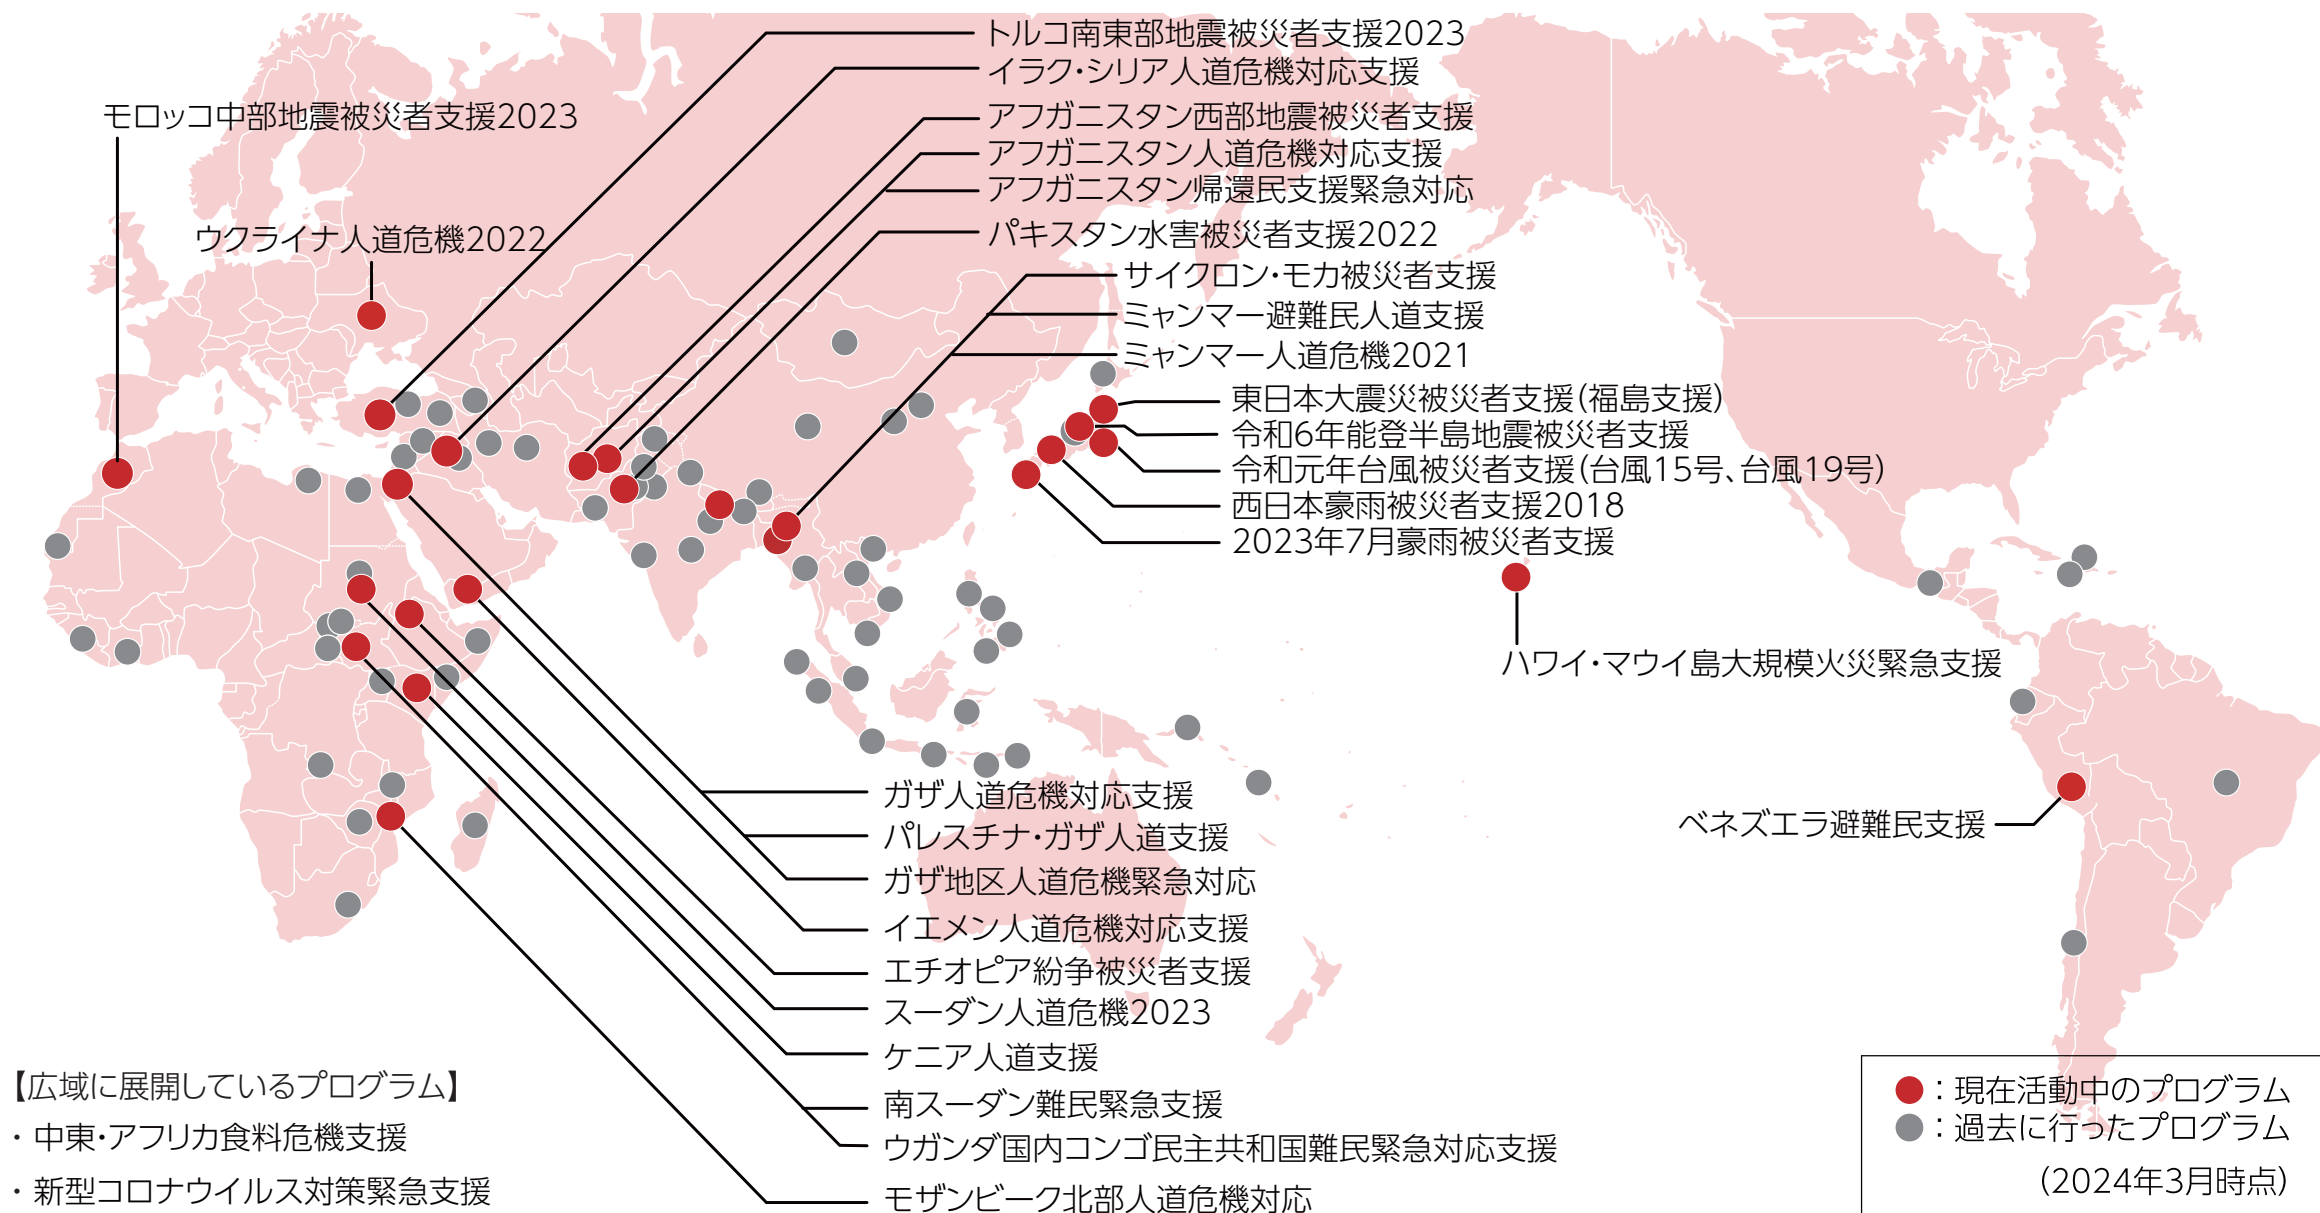 トルコ南東部地震被災者支援2023
イラク・シリア人道危機対応支援
モロッコ中部地震被災者支援2023
アフガニスタン西部地震被災者支援
アフガニスタン人道危機対応支援
アフガニスタン帰還民支援緊急対応
ウクライナ人道危機2022
パキスタン水害被災者支援2022
サイクロン・モカ被災者支援
ミャンマー避難民人道支援
ミャンマー人道危機2021
東日本大震災被災者支援(福島支援)
令和6年能登半島地震被災者支援
令和元年台風被災者支援(台風15号、台風19号)
西日本豪雨被災者支援2018
2023年7月豪雨被災者支援
ハワイ・マウイ島大規模火災緊急支援
ベネズエラ避難民支援
ガザ人道危機対応支援
パレスチナ・ガザ人道支援
ガザ地区人道危機緊急対応
イエメン人道危機対応支援
エチオピア紛争被災者支援
スーダン人道危機2023
ケニア人道支援
南スーダン難民緊急支援
ウガンダ国内コンゴ民主共和国難民緊急対応支援
モザンビーク北部人道危機対応
【広域に展開しているプログラム】
・中東・アフリカ食料危機支援
・新型コロナウイルス対策緊急支援
：現在活動中のプログラム
：過去に行ったプログラム
(2024年3月時点)